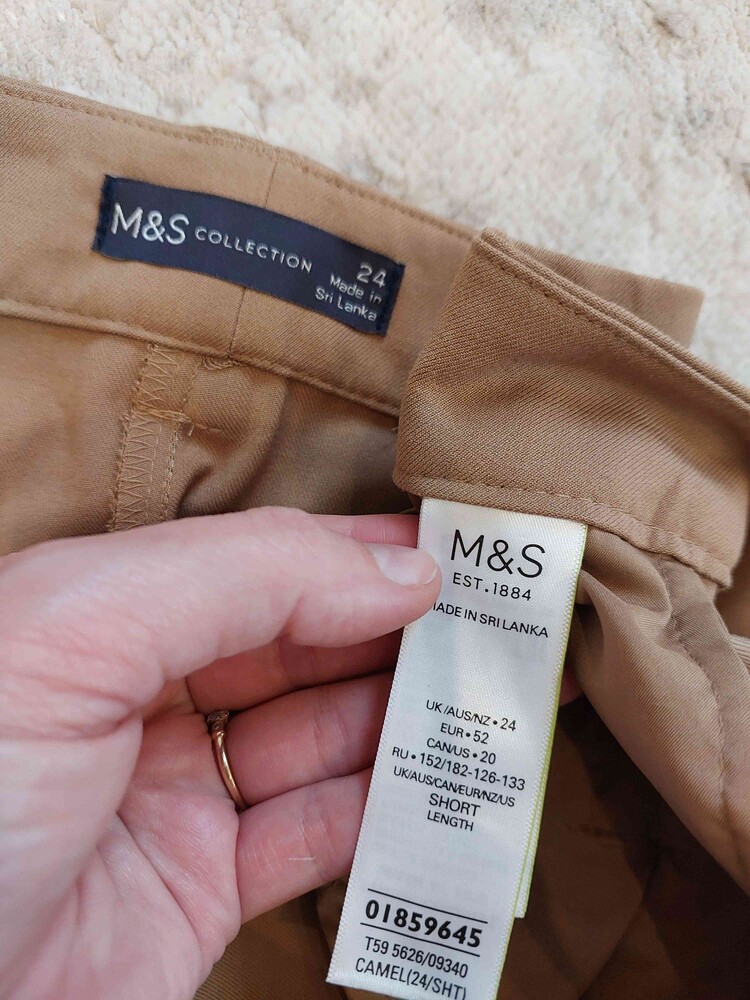 M&S COLLECTION
24
Made in
Sri Lanka
M&S
EST.1884
MADE IN SRI LANKA
UK/AUS/NZ•24
EUR•52
CAN/US•20
RU•152/182-126-133
UK/AUS/CAN/EUR/NZ/US
SHORT
LENGTH
01859645
T59 5626/09340
CAMEL(24/SHT)